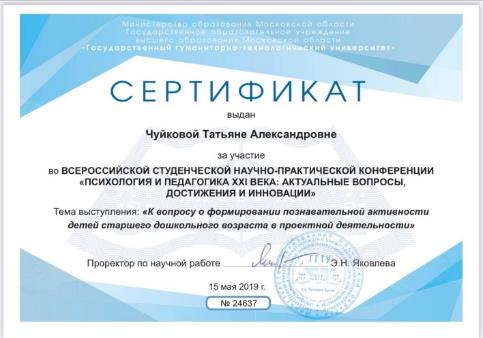 Министерство образования Московской области
Государственное образовательное учреждение
высшего образования Московской области
«Государственный гуманитарно-технологический университет»
СЕРТИФИКАТ
выдан
Чуйковой Татьяне Александровне
за участие
во ВСЕРОССИЙСКОЙ СТУДЕНЧЕСКОЙ НАУЧНО-ПРАКТИЧЕСКОЙ КОНФЕРЕНЦИИ
«ПСИХОЛОГИЯ И ПЕДАГОГИКА XXI ВЕКА: АКТУАЛЬНЫЕ ВОПРОСЫ,
ДОСТИЖЕНИЯ И ИННОВАЦИИ»
Тема выступления: «К вопросу о формировании познавательной активности
детей старшего дошкольного возраста в проектной деятельности»
Проректор по научной работе
Э.Н. Яковлева
ГГТУ
15 мая 2019 г.
№ 24637